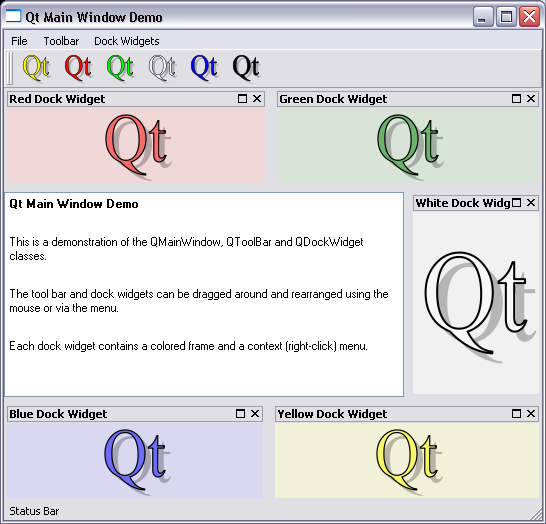 Qt Main Window Demo
File Toolbar Dock Widgets
Qt Qt Qt Qt Qt Qt
Red Dock Widget Green Dock Widget
Qt Qt
Qt Main Window Demo
White Dock Widg
This is a demonstration of the QMainWindow, QToolBar and QDockWidget
classes.
The tool bar and dock widgets can be dragged around and rearranged using the
mouse or via the menu.
Each dock widget contains a colored frame and a context (right-click) menu.
Qt
Blue Dock Widget Yellow Dock Widget
Qt Qt
Status Bar